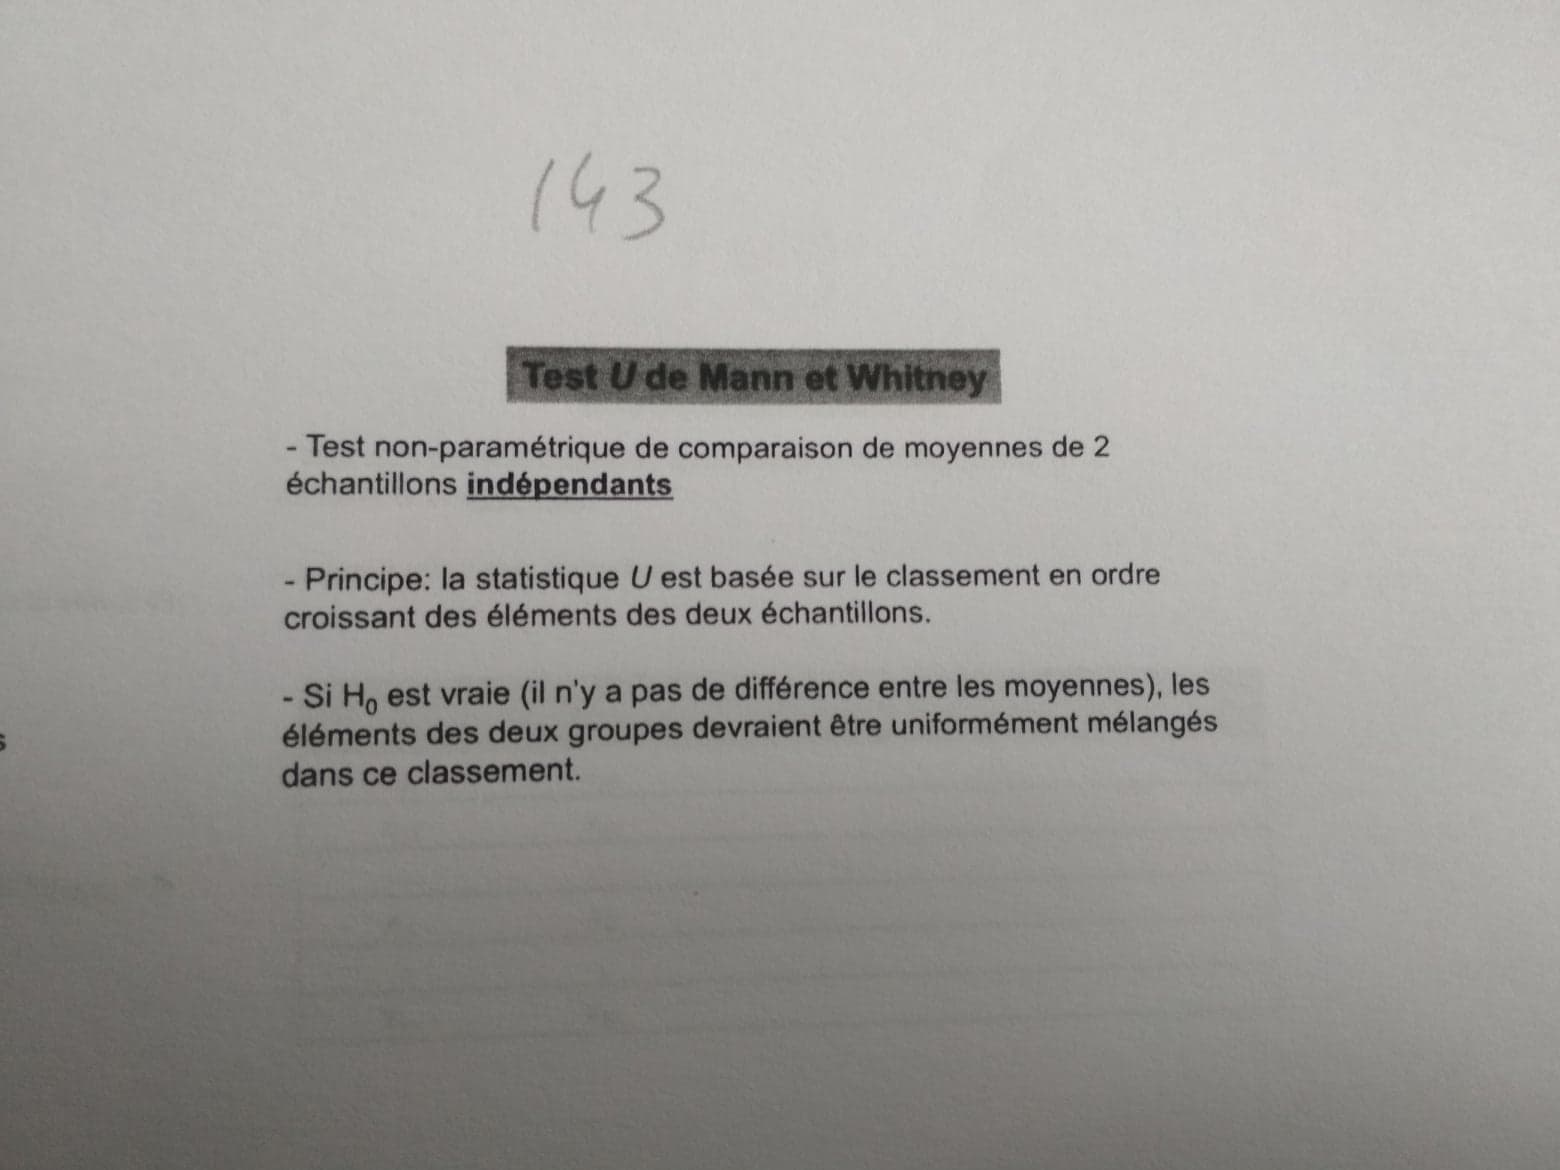 143
Test U de Mann et Whitney
- Test non-paramétrique de comparaison de moyennes de 2
échantillons indépendants
- Principe: la statistique U est basée sur le classement en ordre
croissant des éléments des deux échantillons.
- Si H₀ est vraie (il n'y a pas de différence entre les moyennes), les
éléments des deux groupes devraient être uniformément mélangés
dans ce classement.
s